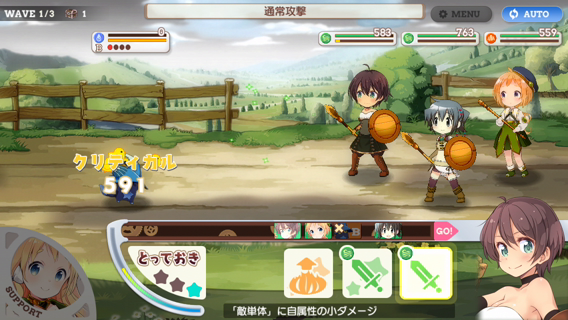 WAVE 1/3 1
通常攻撃
MENU
AUTO
B 0
583
763
559
クリティカル
591
GO!
とっておき
SUPPORT
「敵単体」に自属性の小ダメージ